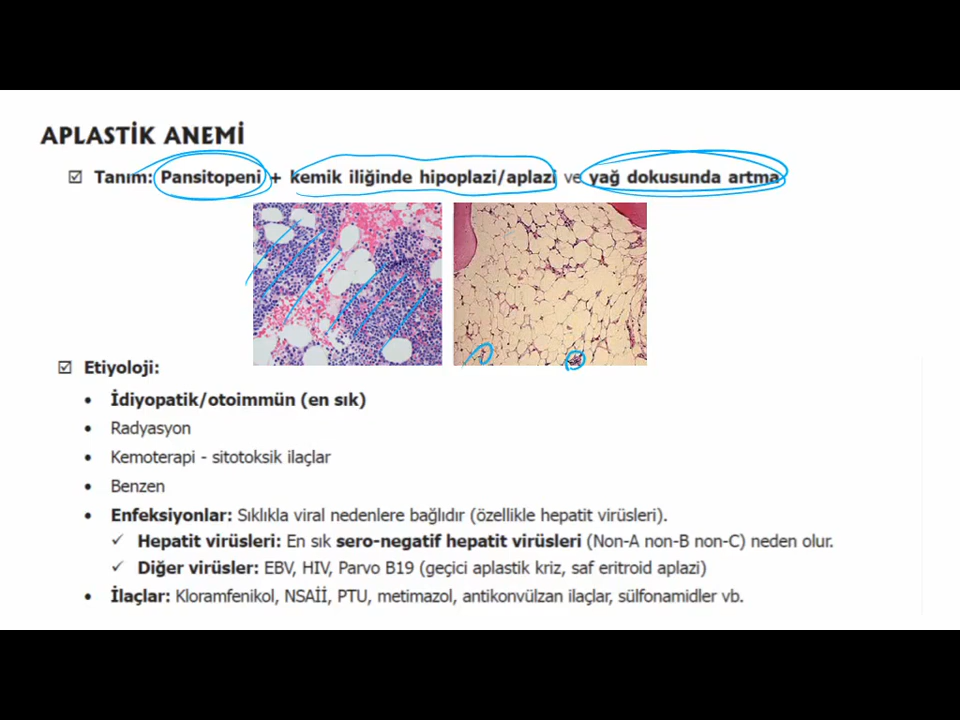 APLASTİK ANEMİ
☑ Tanım: Pansitopeni + kemik iliğinde hipoplazi/aplazi ve yağ dokusunda artma
☑ Etiyoloji:
• İdiyopatik/otoimmün (en sık)
• Radyasyon
• Kemoterapi - sitotoksik ilaçlar
• Benzen
• Enfeksiyonlar: Sıklıkla viral nedenlere bağlıdır (özellikle hepatit virüsleri).
✓ Hepatit virüsleri: En sık sero-negatif hepatit virüsleri (Non-A non-B non-C) neden olur.
✓ Diğer virüsler: EBV, HIV, Parvo B19 (geçici aplastik kriz, saf eritroid aplazi)
• İlaçlar: Kloramfenikol, NSAİİ, PTU, metimazol, antikonvülzan ilaçlar, sülfonamidler vb.